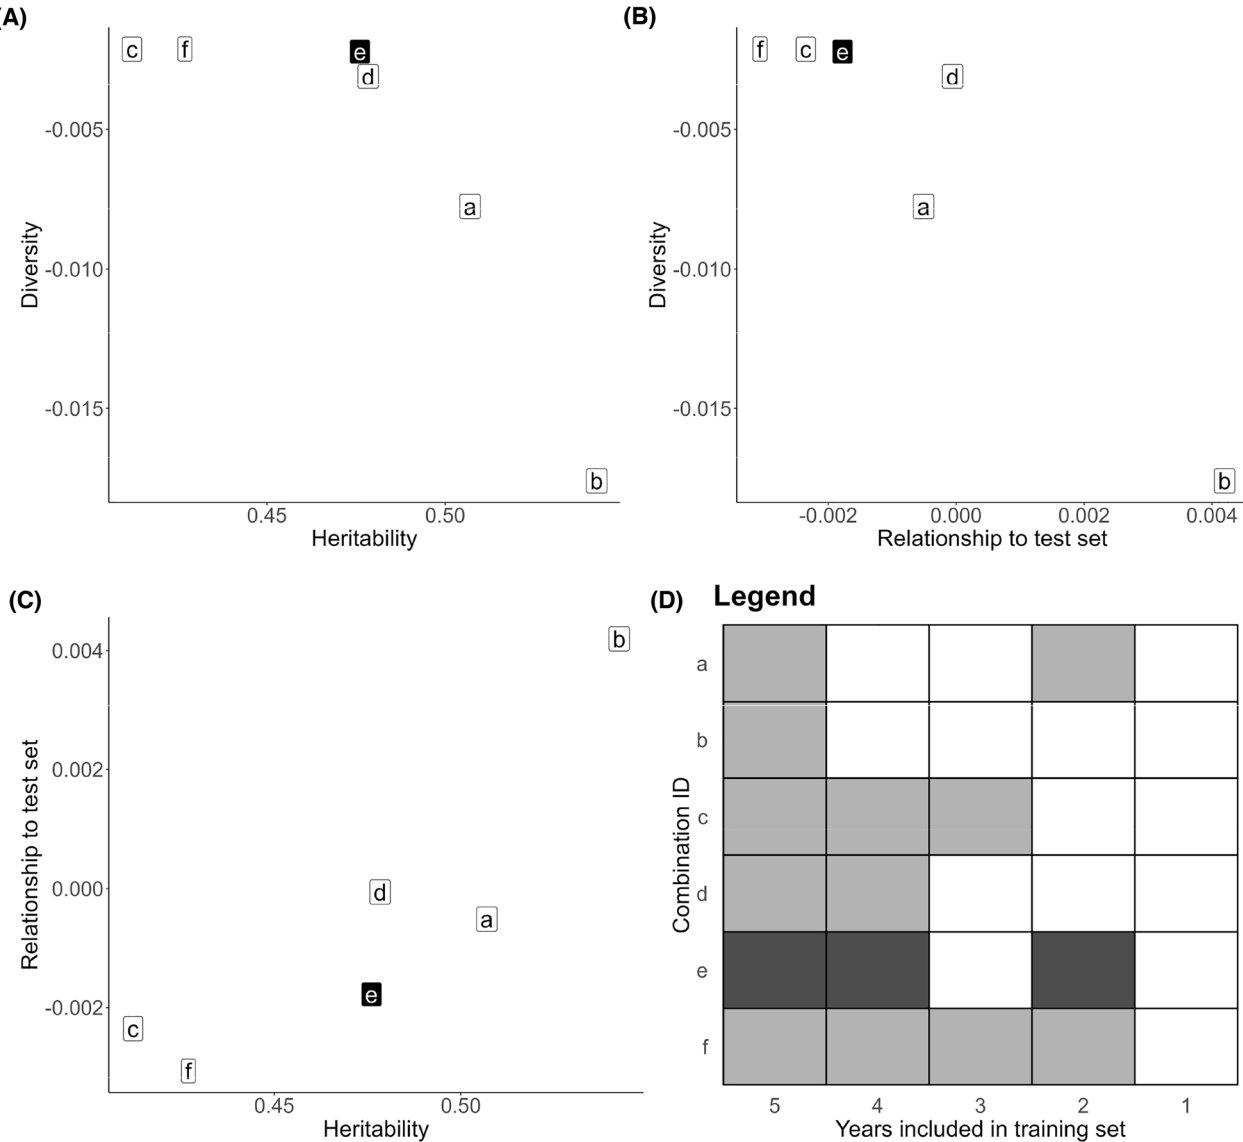 (A)
c
f
e
d
a
b
-0.005
-0.010
-0.015
Diversity
0.45
0.50
Heritability
(B)
f
c
e
d
a
b
-0.005
-0.010
-0.015
Diversity
-0.002
0.000
0.002
0.004
Relationship to test set
(C)
b
d
a
e
c
f
0.004
0.002
0.000
-0.002
Relationship to test set
0.45
0.50
Heritability
(D)
Legend
a
b
c
d
e
f
Combination ID
5
4
3
2
1
Years included in training set